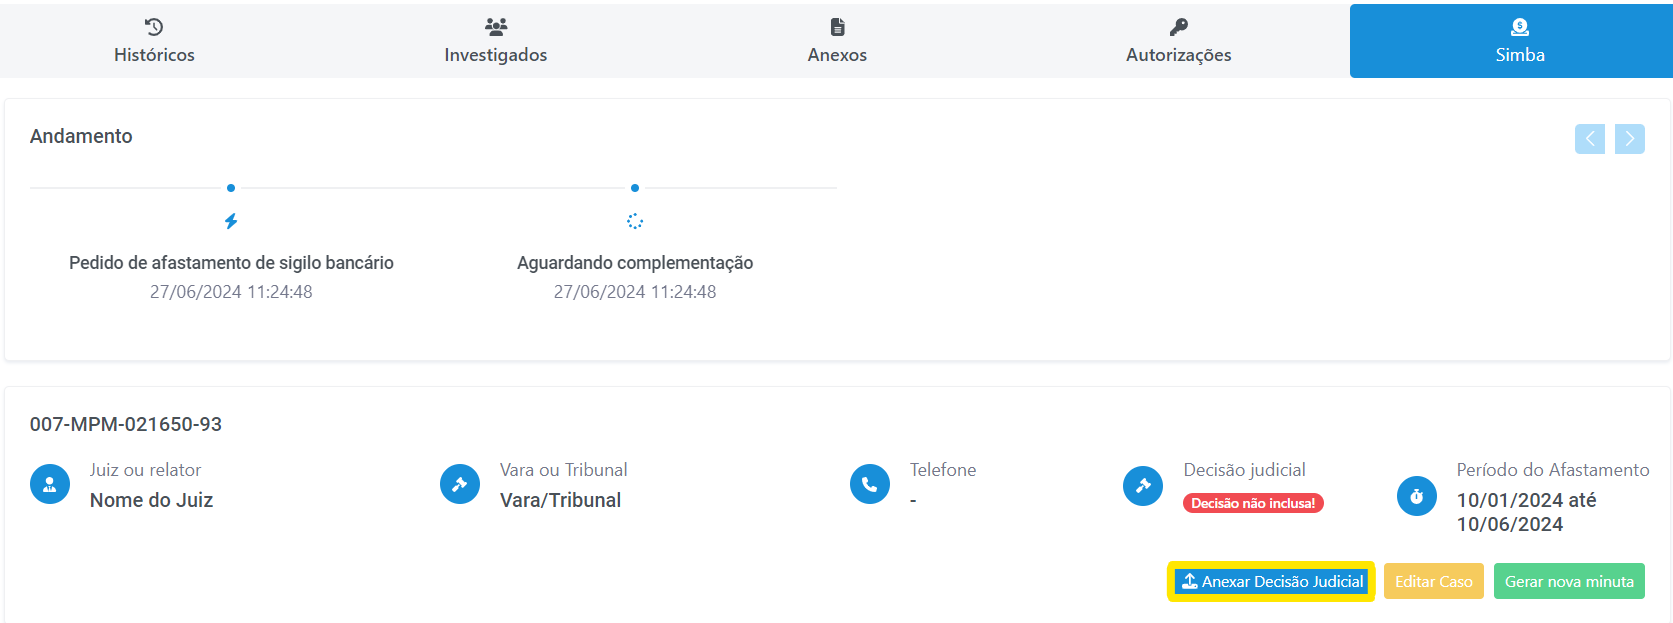 Históricos
Investigados
Anexos
Autorizações
Simba
Andamento
Pedido de afastamento de sigilo bancário
27/06/2024 11:24:48
Aguardando complementação
27/06/2024 11:24:48
007-MPM-021650-93
Juiz ou relator
Nome do Juiz
Vara ou Tribunal
Vara/Tribunal
Telefone
-
Decisão judicial
Decisão não inclusa!
Período do Afastamento
10/01/2024 até
10/06/2024
Anexar Decisão Judicial
Editar Caso
Gerar nova minuta